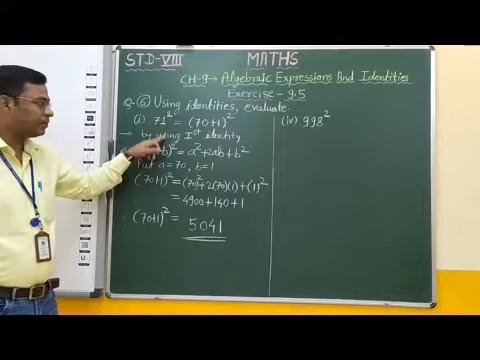 STD-VIII MATHS
CH-9→ Algebraic Expressions And Identities
Exercise - 9.5
Q.⑥ Using identities, evaluate.
(i) 71² = (70+1)²
→ by using Iˢᵗ identity
b)² = a²+2ab+b²
Put a=70, b=1
(70+1)² = (70)²+2(70)(1)+(1)²
= 4900+140+1
(70+1)² = 5041
(iv) 998²